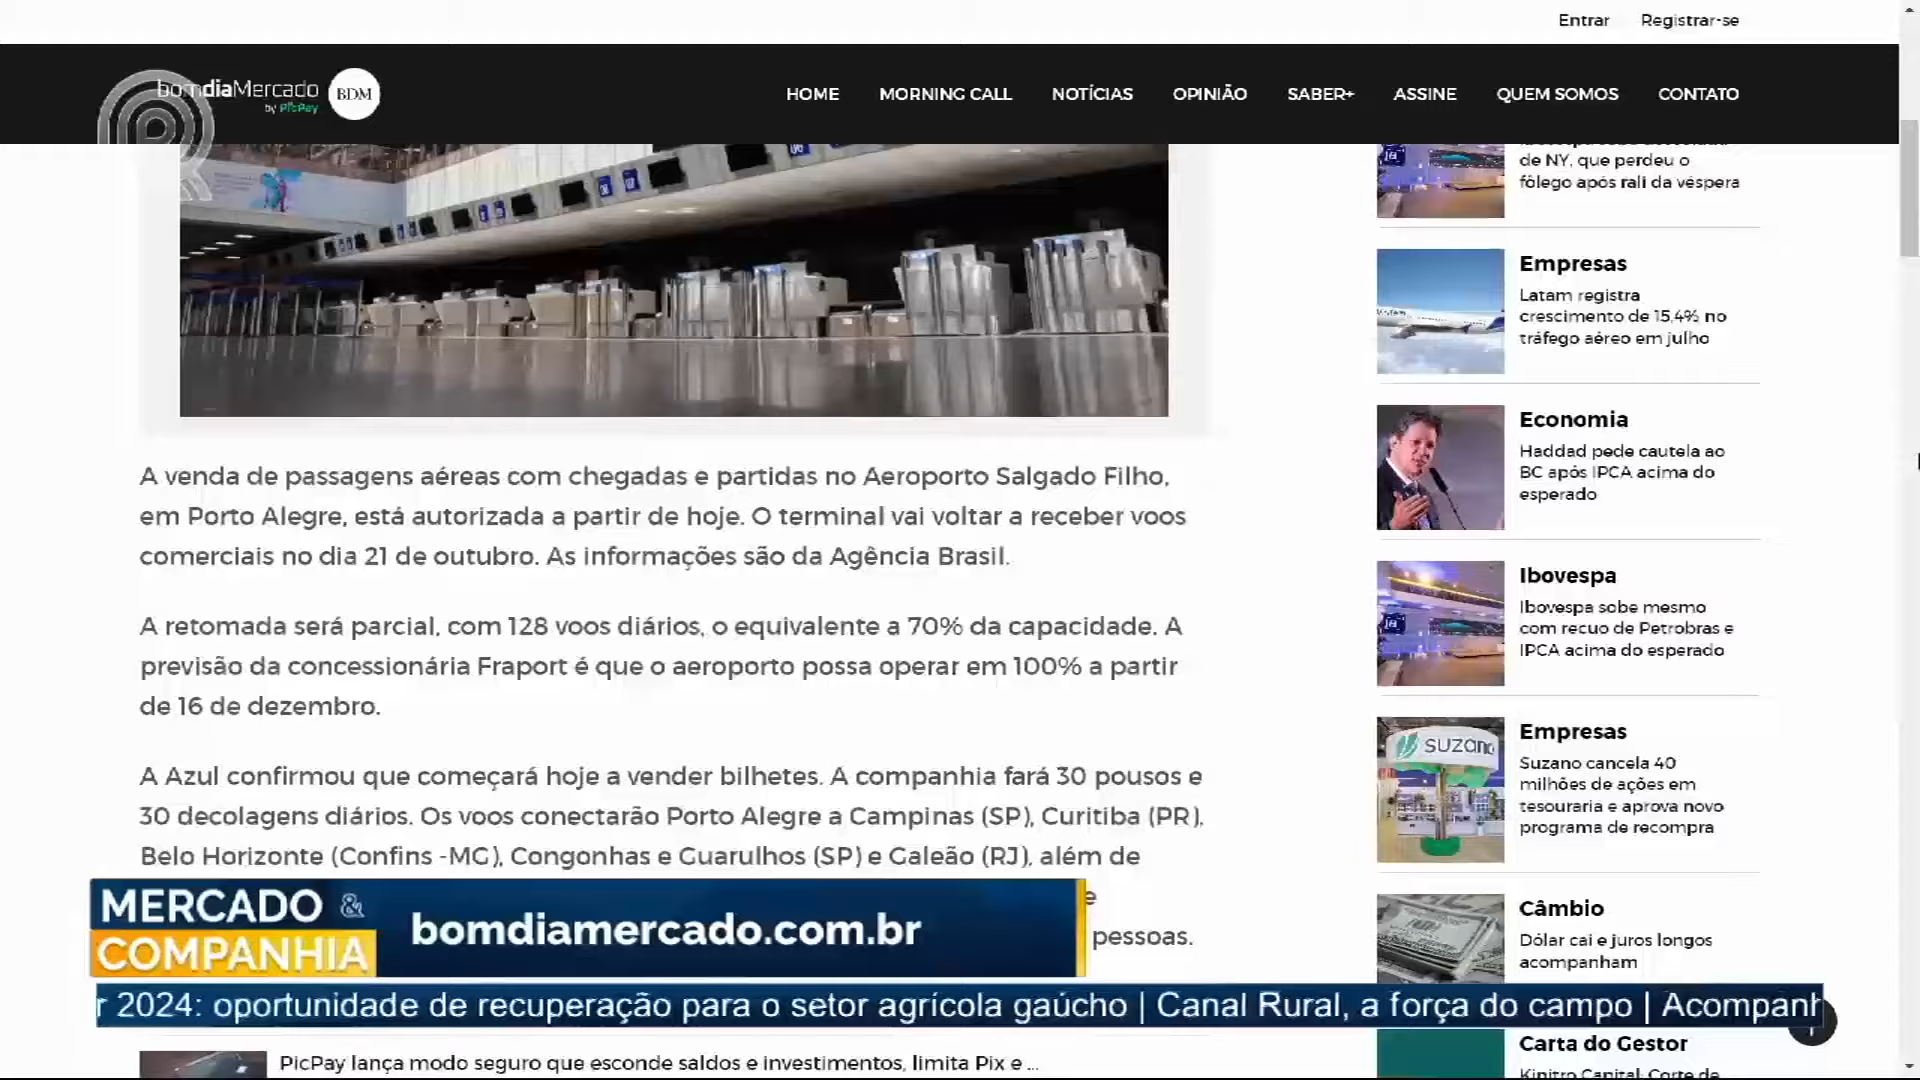 Entrar Registrar-se
bomdiaMercado
by PicPay
BDM
HOME MORNING CALL NOTÍCIAS OPINIÃO SABER+ ASSINE QUEM SOMOS CONTATO
A venda de passagens aéreas com chegadas e partidas no Aeroporto Salgado Filho,
em Porto Alegre, está autorizada a partir de hoje. O terminal vai voltar a receber voos
comerciais no dia 21 de outubro. As informações são da Agência Brasil.
A retomada será parcial, com 128 voos diários, o equivalente a 70% da capacidade. A
previsão da concessionária Fraport é que o aeroporto possa operar em 100% a partir
de 16 de dezembro.
A Azul confirmou que começará hoje a vender bilhetes. A companhia fará 30 pousos e
30 decolagens diários. Os voos conectarão Porto Alegre a Campinas (SP), Curitiba (PR),
Belo Horizonte (Confins -MG), Congonhas e Guarulhos (SP) e Galeão (RJ), além de
e
pessoas.
de NY, que perdeu o
fôlego após rali da véspera
Empresas
Latam registra
crescimento de 15,4% no
tráfego aéreo em julho
Economia
Haddad pede cautela ao
BC após IPCA acima do
esperado
Ibovespa
Ibovespa sobe mesmo
com recuo de Petrobras e
IPCA acima do esperado
SUZANO
Empresas
Suzano cancela 40
milhões de ações em
tesouraria e aprova novo
programa de recompra
Câmbio
Dólar cai e juros longos
acompanham
Carta do Gestor
Kinitro Capital: Corte de
MERCADO &
COMPANHIA
bomdiamercado.com.br
r 2024: oportunidade de recuperação para o setor agrícola gaúcho | Canal Rural, a força do campo | Acompanh
PicPay lança modo seguro que esconde saldos e investimentos, limita Pix e ...